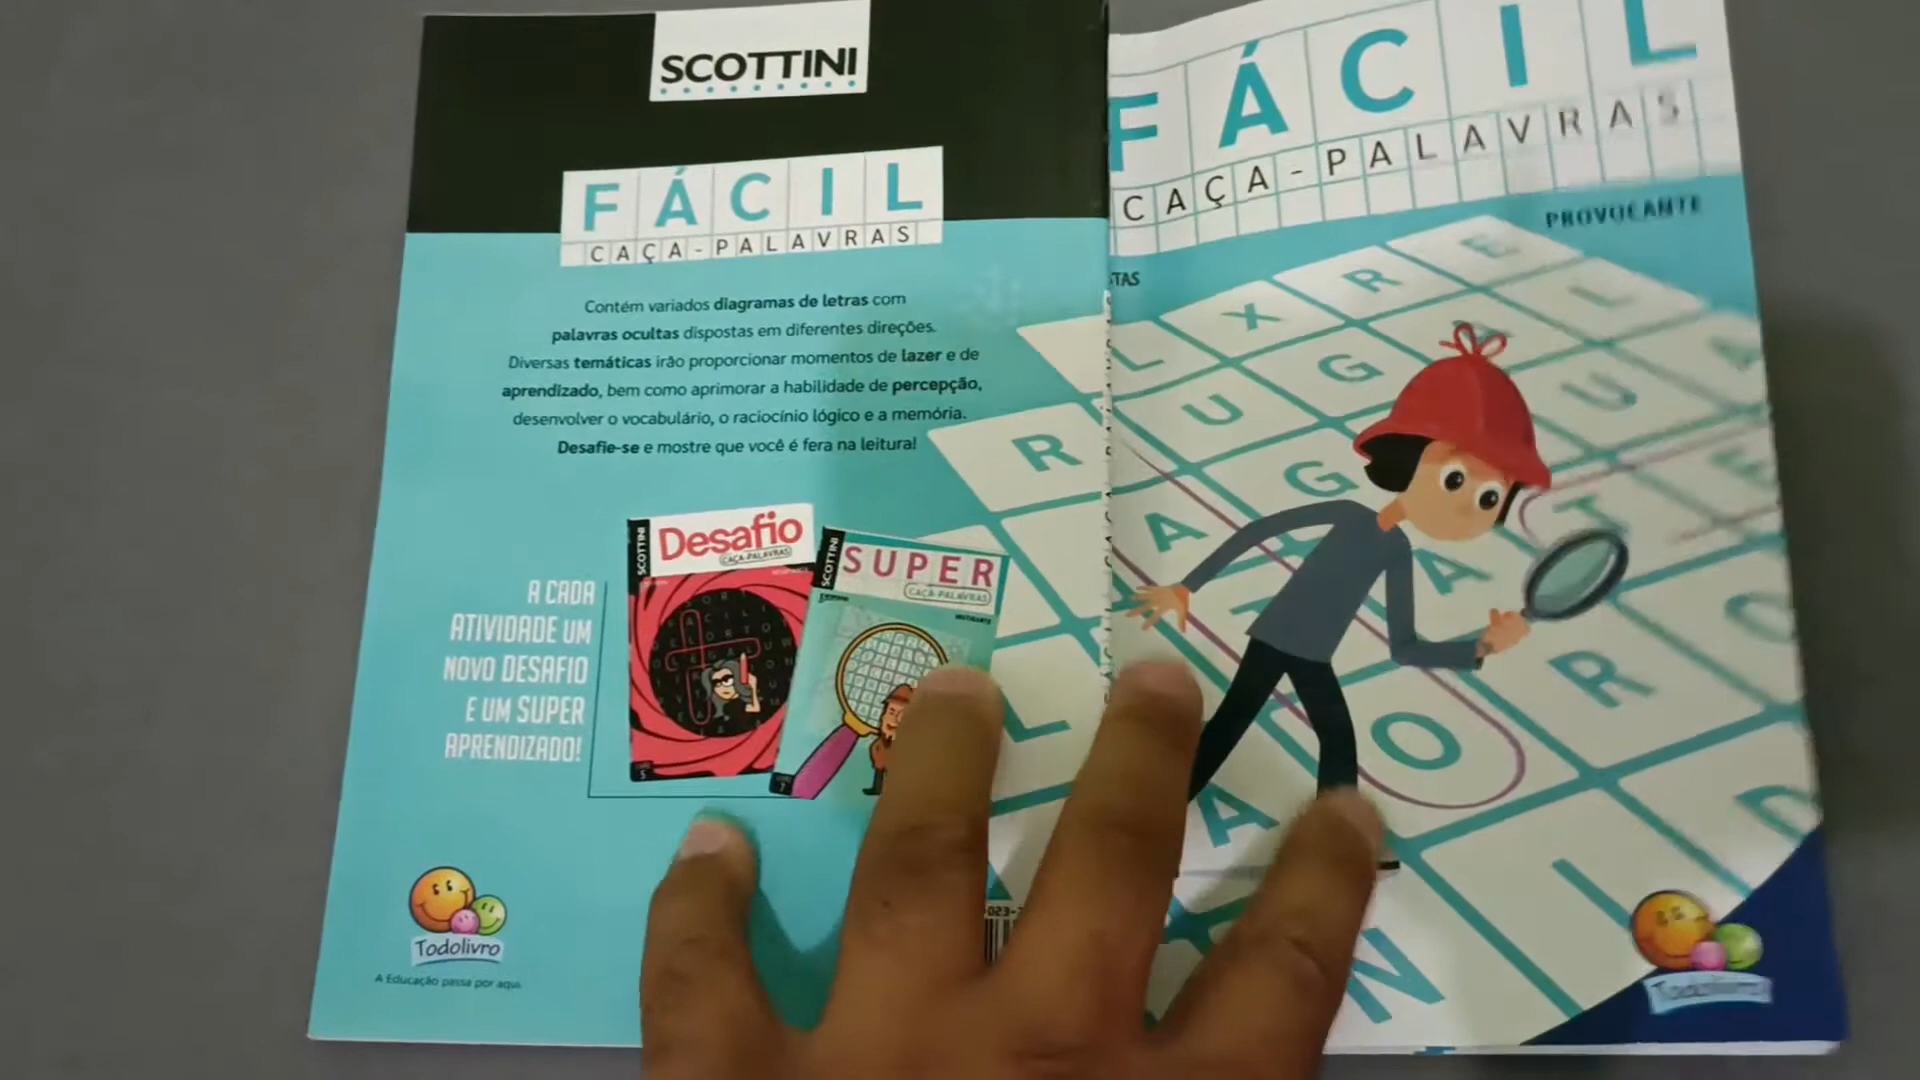 SCOTTINI
FÁCIL
CAÇA-PALAVRAS
Contém variados diagramas de letras com
palavras ocultas dispostas em diferentes direções.
Diversas temáticas irão proporcionar momentos de lazer e de
aprendizado, bem como aprimorar a habilidade de percepção,
desenvolver o vocabulário, o raciocínio lógico e a memória.
Desafie-se e mostre que você é fera na leitura!
A CADA
ATIVIDADE UM
NOVO DESAFIO
E UM SUPER
APRENDIZADO!
SCOTTINI
Desafio
CAÇA-PALAVRAS
SCOTTINI
SUPER
CAÇA-PALAVRAS
Todolivro
A Educação passa por aqui.
FÁCIL
CAÇA-PALAVRAS
PROVOCANTE
TAS
L X R E
R U G A L
A G U
A T E
A O R O
L A N I D
Todolivro